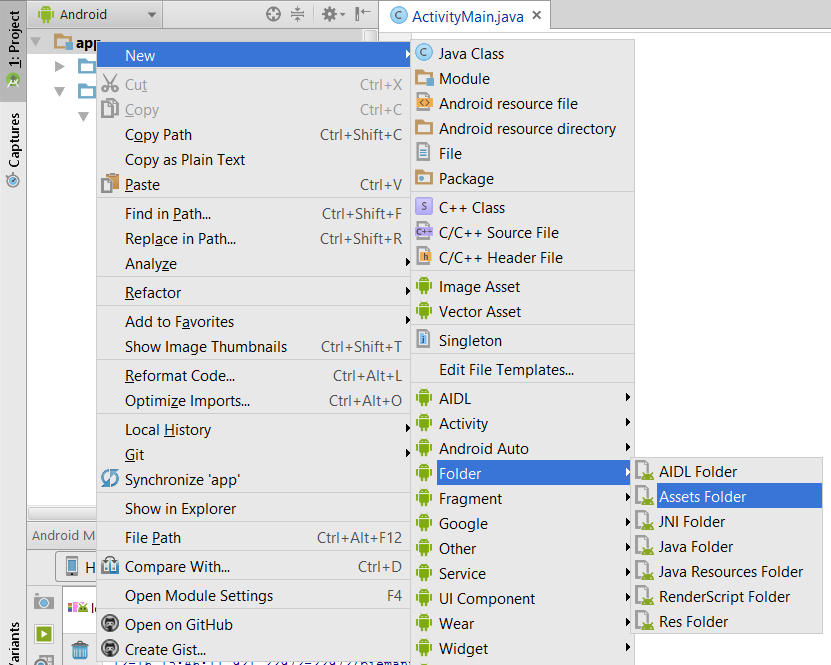 1: Project
Captures
Variants
Android
ActivityMain.java
app
New
Cut Ctrl+X
Copy Ctrl+C
Copy Path Ctrl+Shift+C
Copy as Plain Text
Paste Ctrl+V
Find in Path... Ctrl+Shift+F
Replace in Path... Ctrl+Shift+R
Analyze
Refactor
Add to Favorites
Show Image Thumbnails Ctrl+Shift+T
Reformat Code... Ctrl+Alt+L
Optimize Imports... Ctrl+Alt+O
Local History
Git
Synchronize 'app'
Show in Explorer
File Path Ctrl+Alt+F12
Compare With... Ctrl+D
Open Module Settings F4
Open on GitHub
Create Gist...
Java Class
Module
Android resource file
Android resource directory
File
Package
C++ Class
C/C++ Source File
C/C++ Header File
Image Asset
Vector Asset
Singleton
Edit File Templates...
AIDL
Activity
Android Auto
Folder
Fragment
Google
Other
Service
UI Component
Wear
Widget
AIDL Folder
Assets Folder
JNI Folder
Java Folder
Java Resources Folder
RenderScript Folder
Res Folder
Android M
H